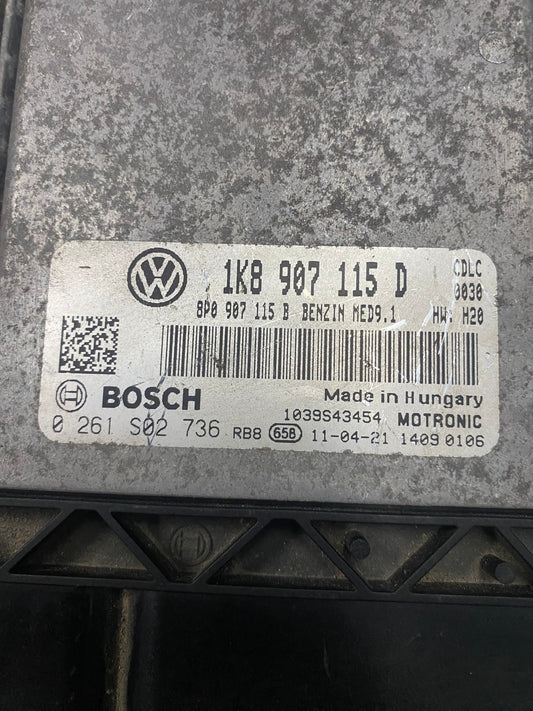 1K8 907 115 D CDLC
8P0 907 115 B BENZIN MED9.1 0030
HW: H20
BOSCH Made in Hungary
1039S43454 MOTRONIC
0 261 S02 736 RB8 656 11-04-21 1409 0106